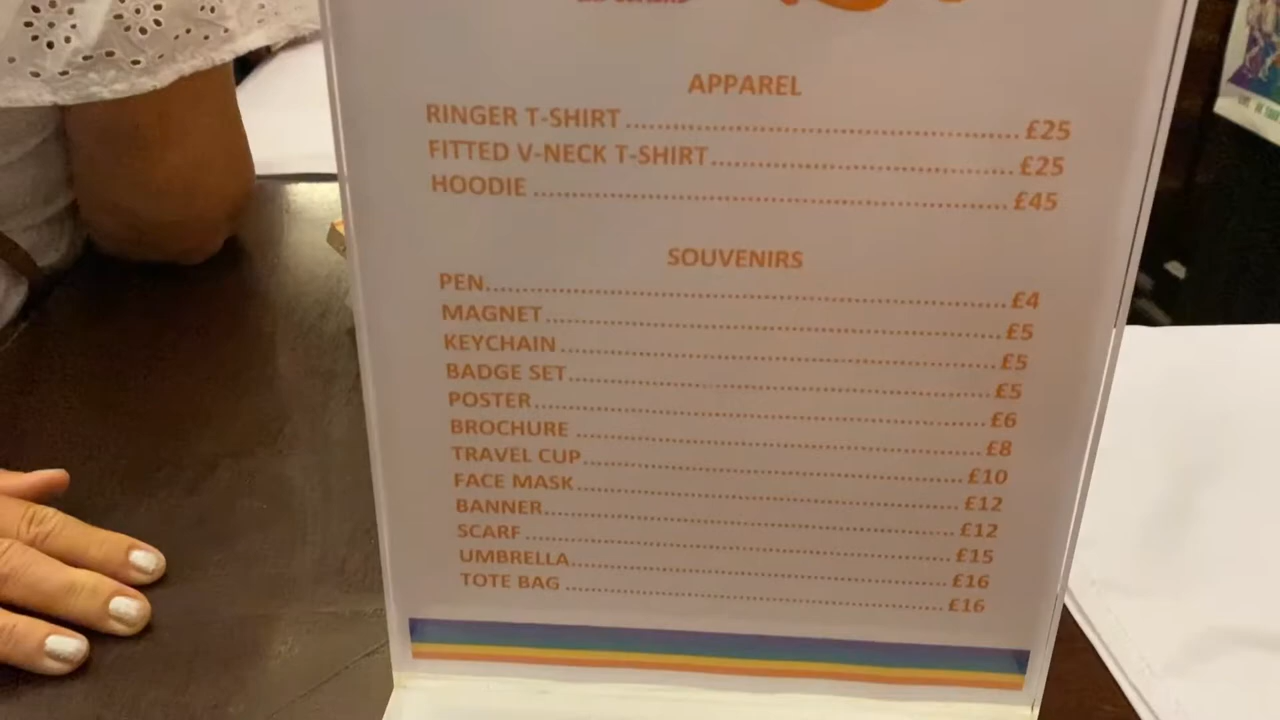 APPAREL
RINGER T-SHIRT £25
FITTED V-NECK T-SHIRT £25
HOODIE £45
SOUVENIRS
PEN £4
MAGNET £5
KEYCHAIN £5
BADGE SET £5
POSTER £6
BROCHURE £8
TRAVEL CUP £10
FACE MASK £12
BANNER £12
SCARF £15
UMBRELLA £16
TOTE BAG £16